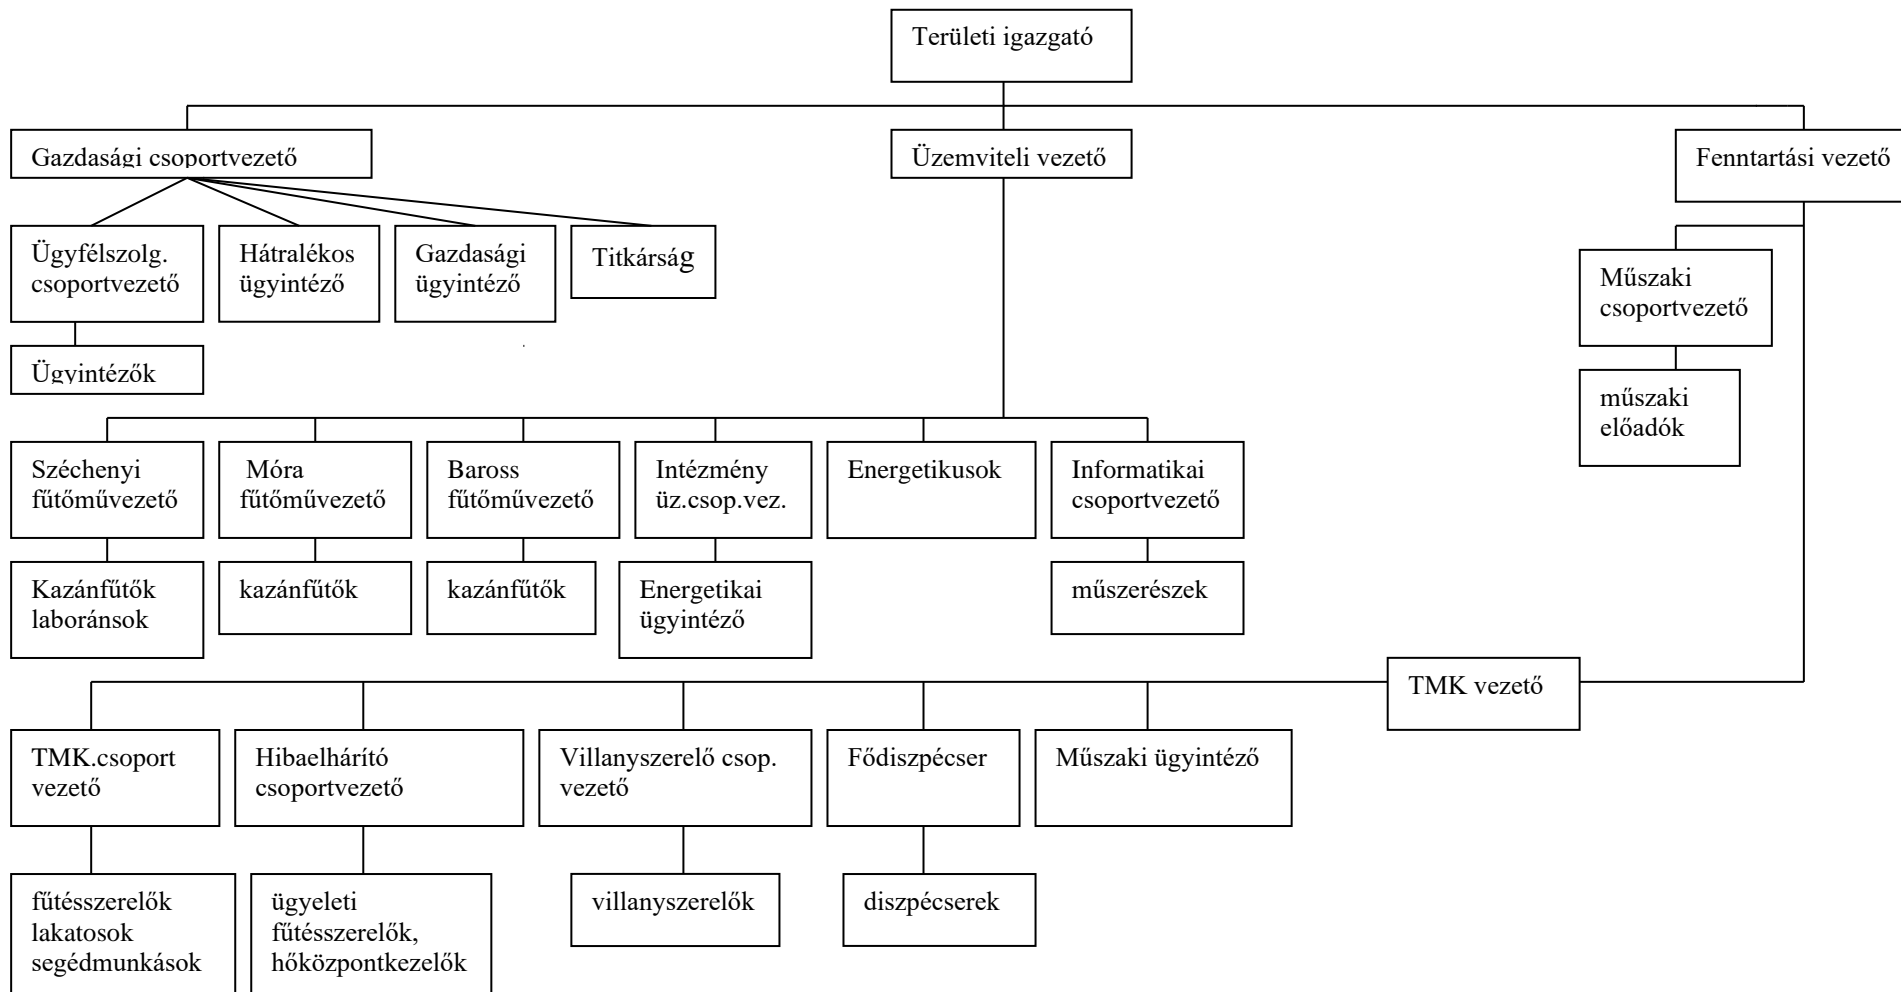 Területi igazgató
Gazdasági csoportvezető
Üzemviteli vezető
Fenntartási vezető
Ügyfélszolg.
csoportvezető
Hátralékos
ügyintéző
Gazdasági
ügyintéző
Titkárság
Műszaki
csoportvezető
Ügyintézők
műszaki
előadók
Széchenyi
fűtőművezető
Móra
fűtőművezető
Baross
fűtőművezető
Intézmény
üz.csop.vez.
Energetikusok
Informatikai
csoportvezető
Kazánfűtők
laboránsok
kazánfűtők
kazánfűtők
Energetikai
ügyintéző
műszerészek
TMK vezető
TMK.csoport
vezető
Hibaelhárító
csoportvezető
Villanyszerelő csop.
vezető
Fődiszpécser
Műszaki ügyintéző
fűtésszerelők
lakatosok
segédmunkások
ügyeleti
fűtésszerelők,
hőközpontkezelők
villanyszerelők
diszpécserek